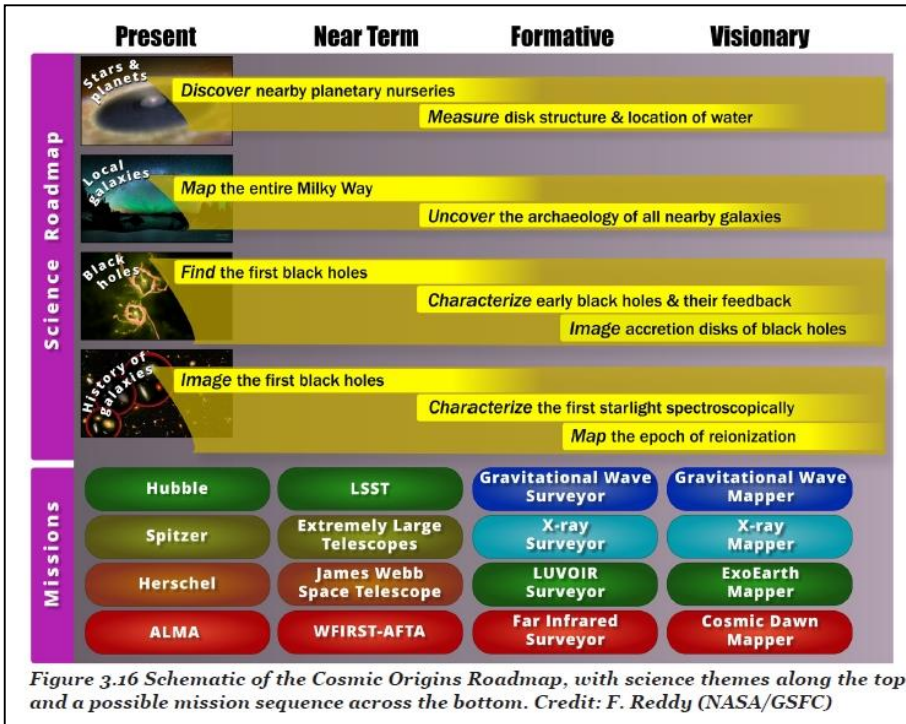 Present Near Term Formative Visionary
Science Roadmap
Stars & planets
Discover nearby planetary nurseries
Measure disk structure & location of water
Local galaxies
Map the entire Milky Way
Uncover the archaeology of all nearby galaxies
Black holes
Find the first black holes
Characterize early black holes & their feedback
Image accretion disks of black holes
History of galaxies
Image the first black holes
Characterize the first starlight spectroscopically
Map the epoch of reionization
Missions
Hubble
LSST
Gravitational Wave
Surveyor
Gravitational Wave
Mapper
Spitzer
Extremely Large
Telescopes
X-ray
Surveyor
X-ray
Mapper
Herschel
James Webb
Space Telescope
LUVOIR
Surveyor
ExoEarth
Mapper
ALMA
WFIRST-AFTA
Far Infrared
Surveyor
Cosmic Dawn
Mapper
Figure 3.16 Schematic of the Cosmic Origins Roadmap, with science themes along the top
and a possible mission sequence across the bottom. Credit: F. Reddy (NASA/GSFC)